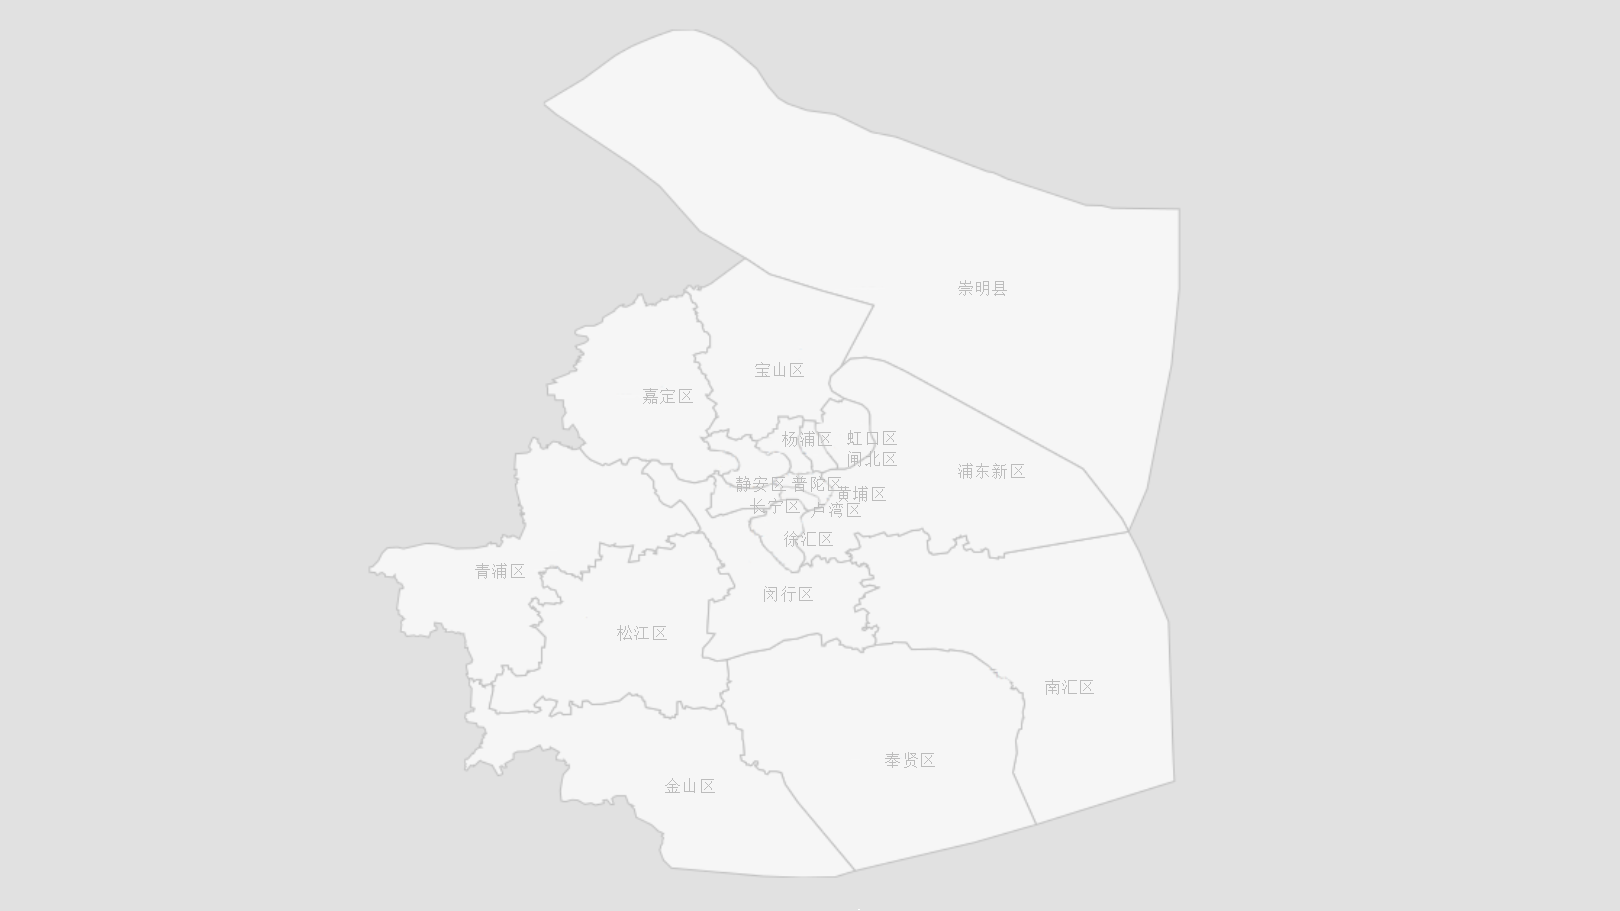 崇明县
宝山区
嘉定区
杨浦区
虹口区
闸北区
浦东新区
静安区
普陀区
黄埔区
长宁区
卢湾区
徐汇区
青浦区
闵行区
松江区
南汇区
奉贤区
金山区